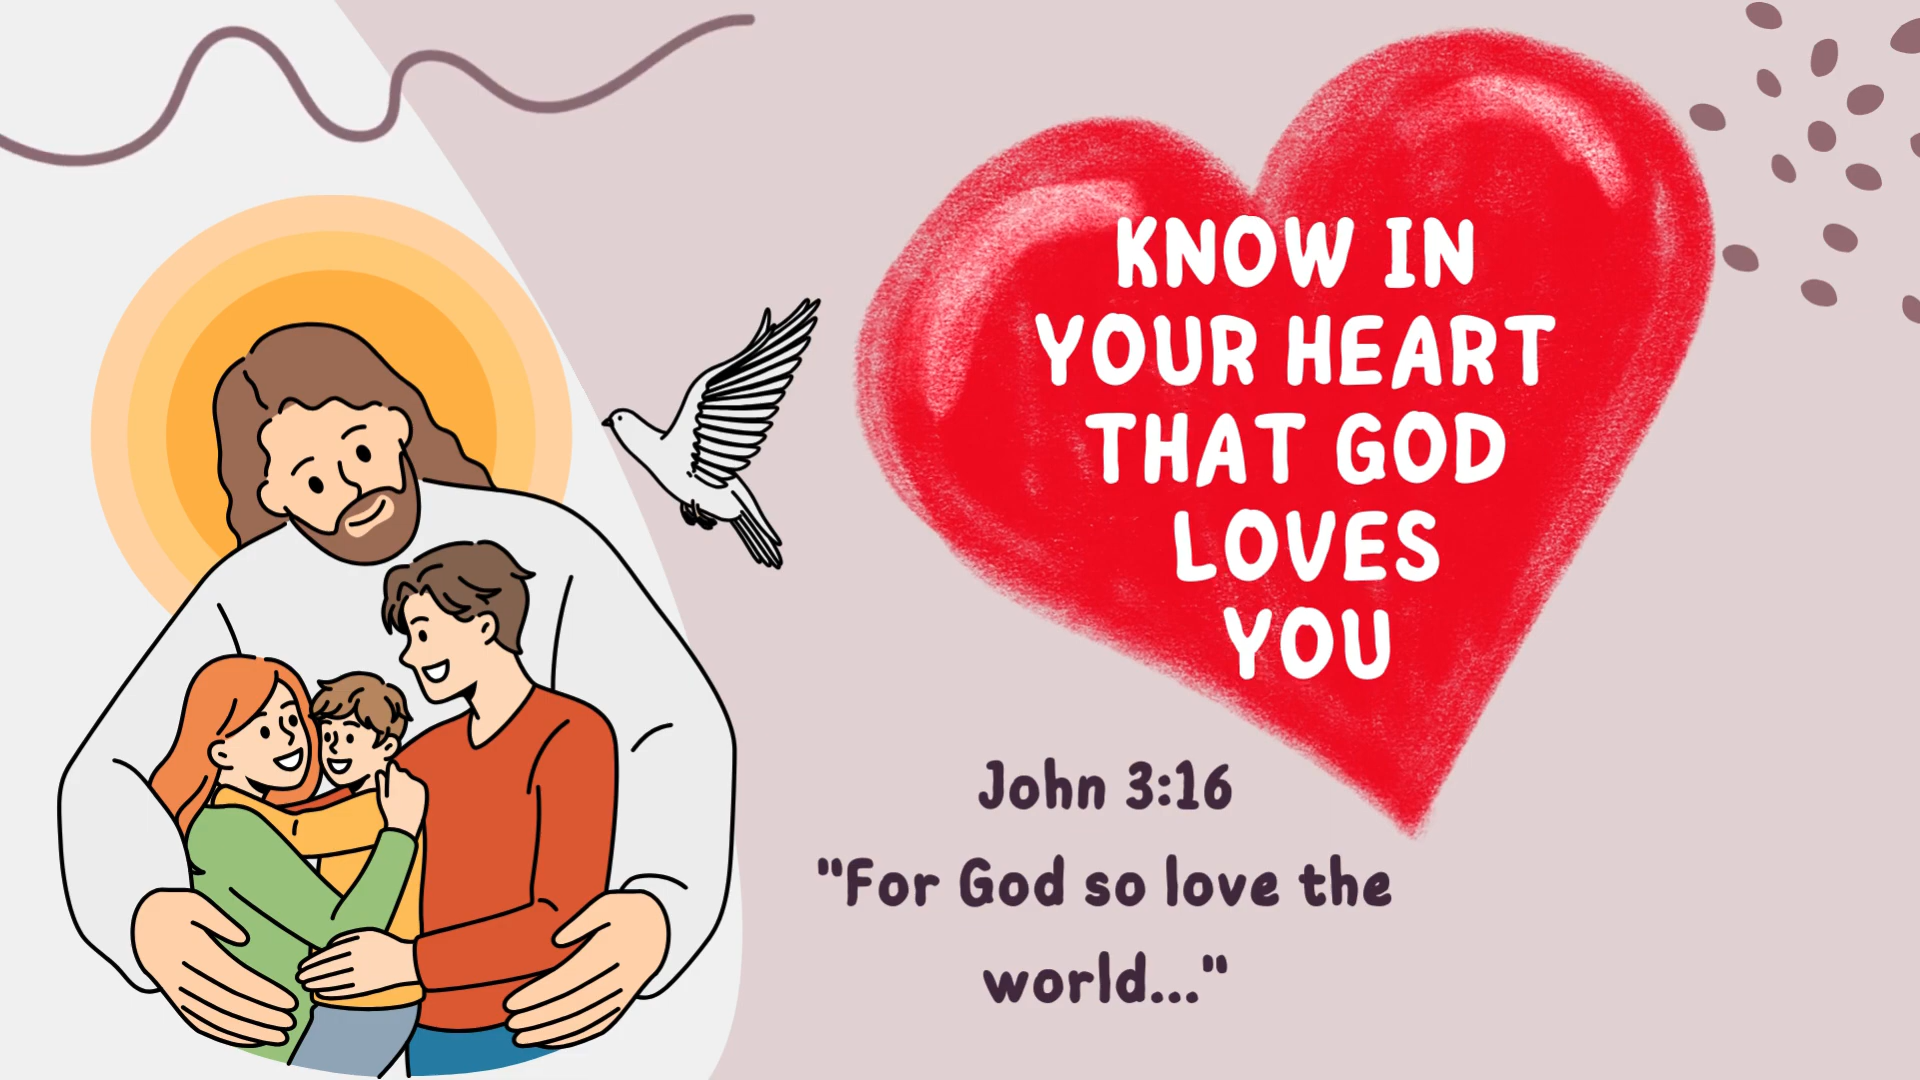 KNOW IN
YOUR HEART
THAT GOD
LOVES
YOU
John 3:16
"For God so love the
world..."